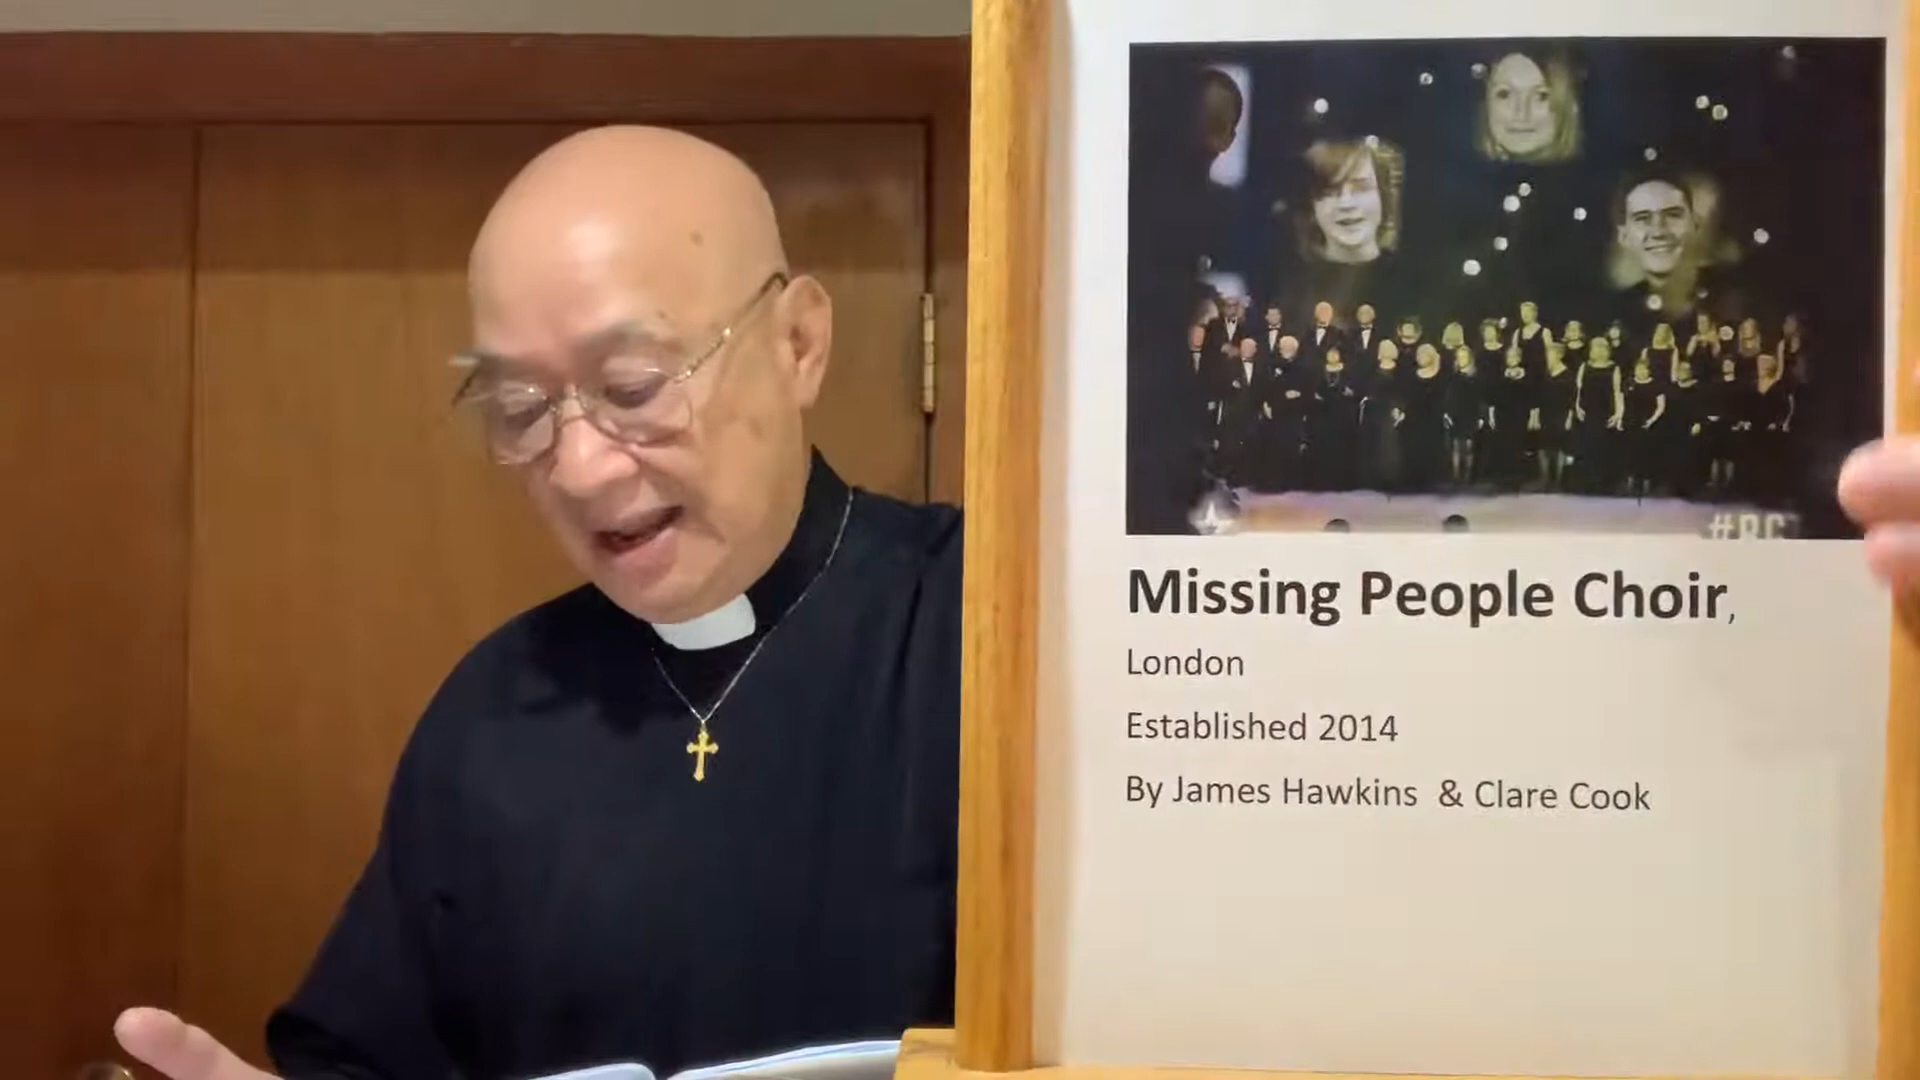 Missing People Choir,
London
Established 2014
By James Hawkins & Clare Cook